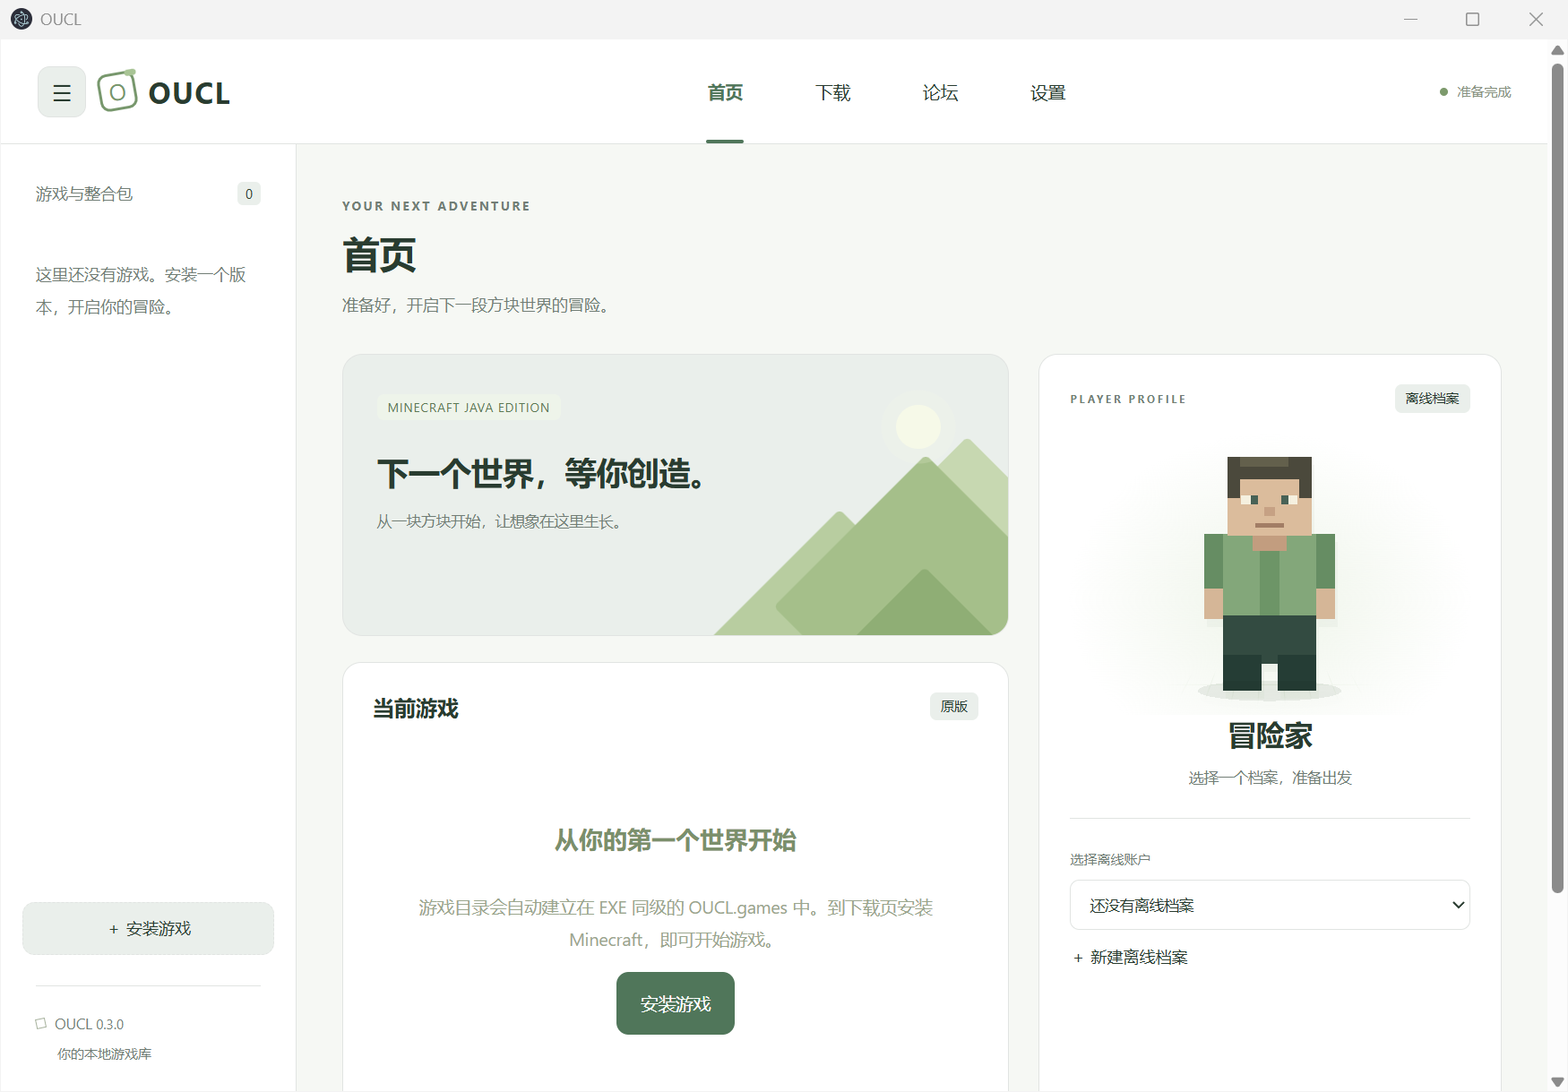 OUCL
☰
O
OUCL
首页
下载
论坛
设置
准备完成
游戏与整合包
0
这里还没有游戏。安装一个版
本，开启你的冒险。
+ 安装游戏
OUCL 0.3.0
你的本地游戏库
YOUR NEXT ADVENTURE
首页
准备好，开启下一段方块世界的冒险。
MINECRAFT JAVA EDITION
下一个世界，等你创造。
从一块方块开始，让想象在这里生长。
当前游戏
原版
从你的第一个世界开始
游戏目录会自动建立在 EXE 同级的 OUCL.games 中。到下载页安装
Minecraft，即可开始游戏。
安装游戏
PLAYER PROFILE
离线档案
冒险家
选择一个档案，准备出发
选择离线账户
还没有离线档案
+ 新建离线档案